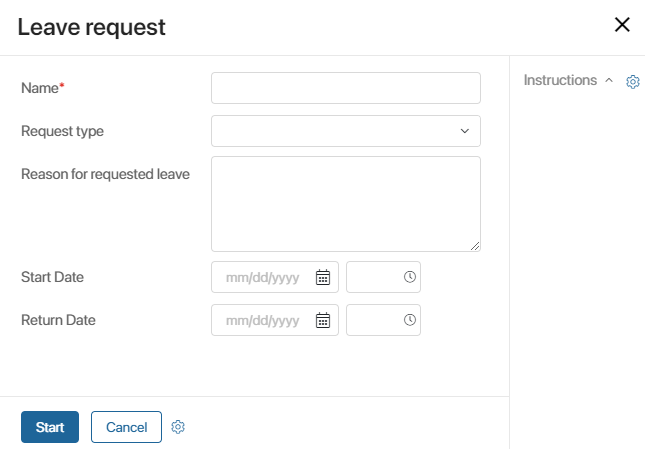 Leave request
Name*
Instructions
Request type
Reason for requested leave
Start Date mm/dd/yyyy
Return Date mm/dd/yyyy
Start Cancel